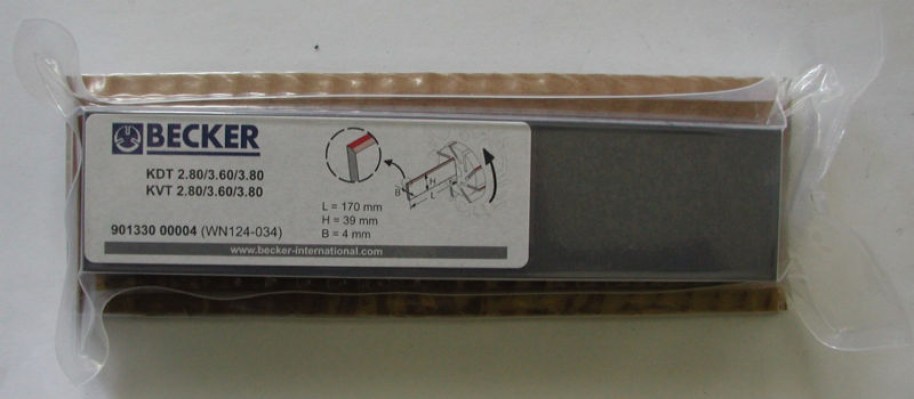 BECKER
KDT 2.80/3.60/3.80
KVT 2.80/3.60/3.80
901330 00004 (WN124-034)
B
H
L
L = 170 mm
H = 39 mm
B = 4 mm
www.becker-international.com